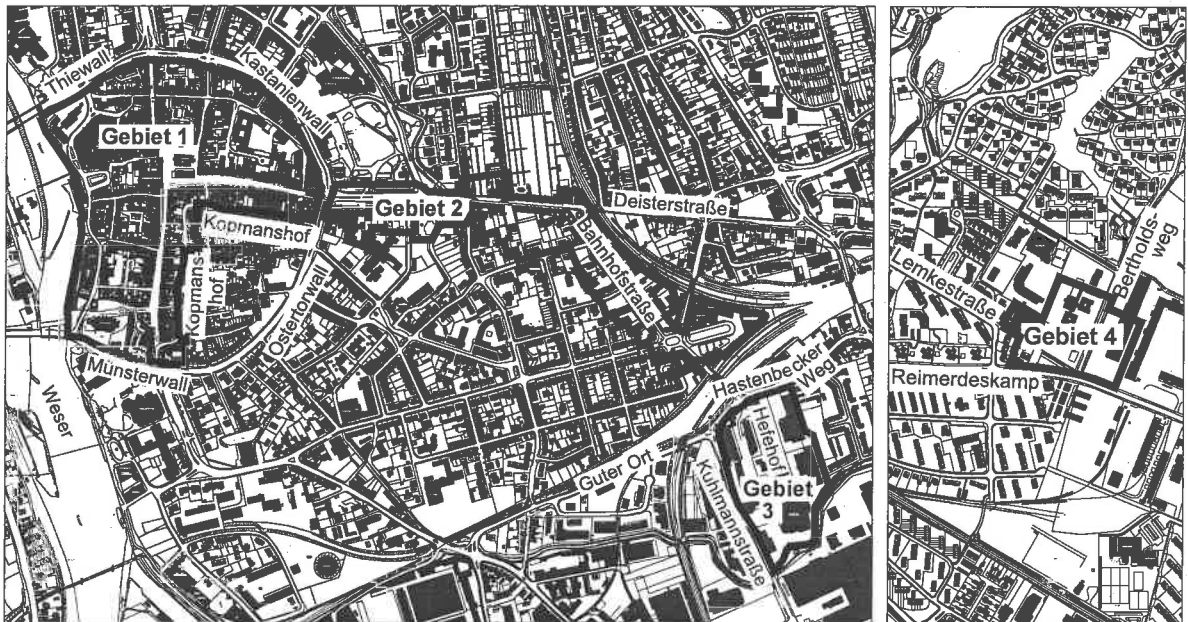 Thiewall
Kastanienwall
Gebiet 1
Kopmanshof
Gebiet 2
Deisterstraße
Bahnhofstraße
Kopmans-
hof
Ostertorwall
Münsterwall
Weser
Hastenbecker
Weg
Guter Ort
Hefehof
Kuhlmannstraße
Gebiet
3
Bertholds-
weg
Lemkestraße
Gebiet 4
Reimerdeskamp